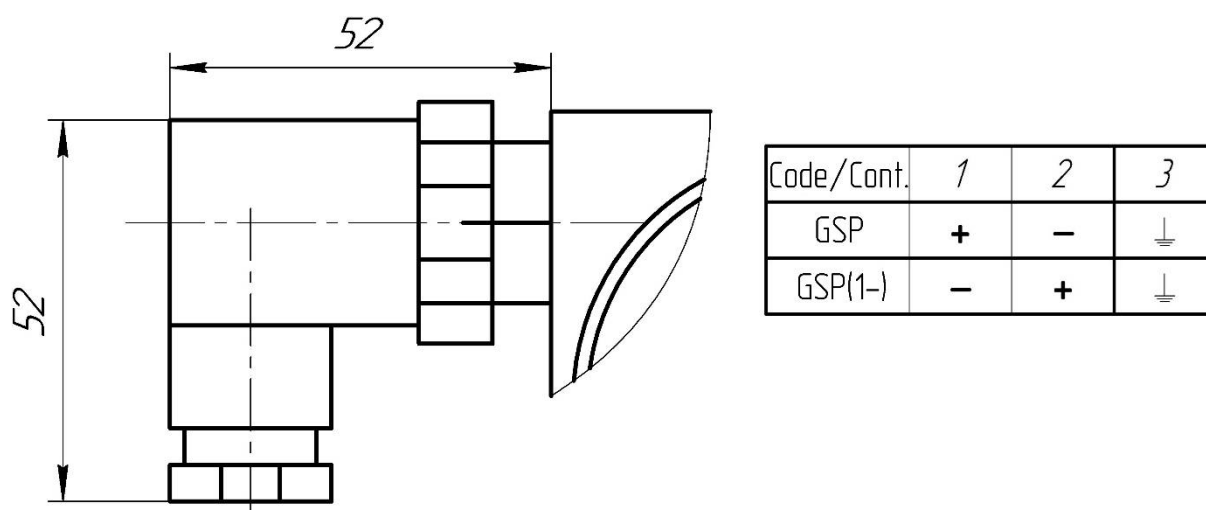 52
52
Code/Cont. 1 2 3
GSP + − ⏚
GSP(1−) − + ⏚